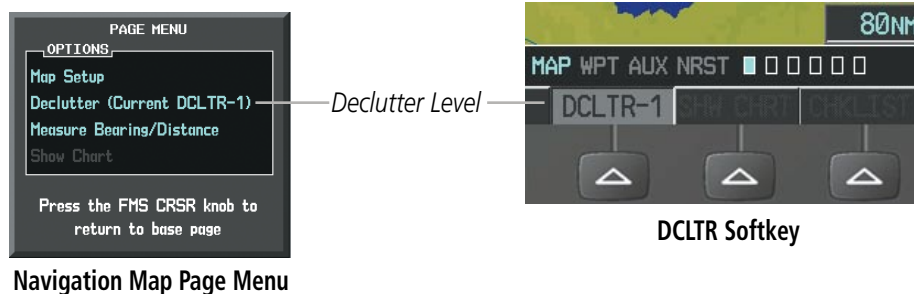 PAGE MENU
OPTIONS
Map Setup
Declutter (Current DCLTR-1)
Measure Bearing/Distance
Show Chart
Press the FMS CRSR knob to
return to base page
Navigation Map Page Menu
Declutter Level
80NM
MAP WPT AUX NRST
DCLTR-1 SHW CHRT CHKLIST
DCLTR Softkey